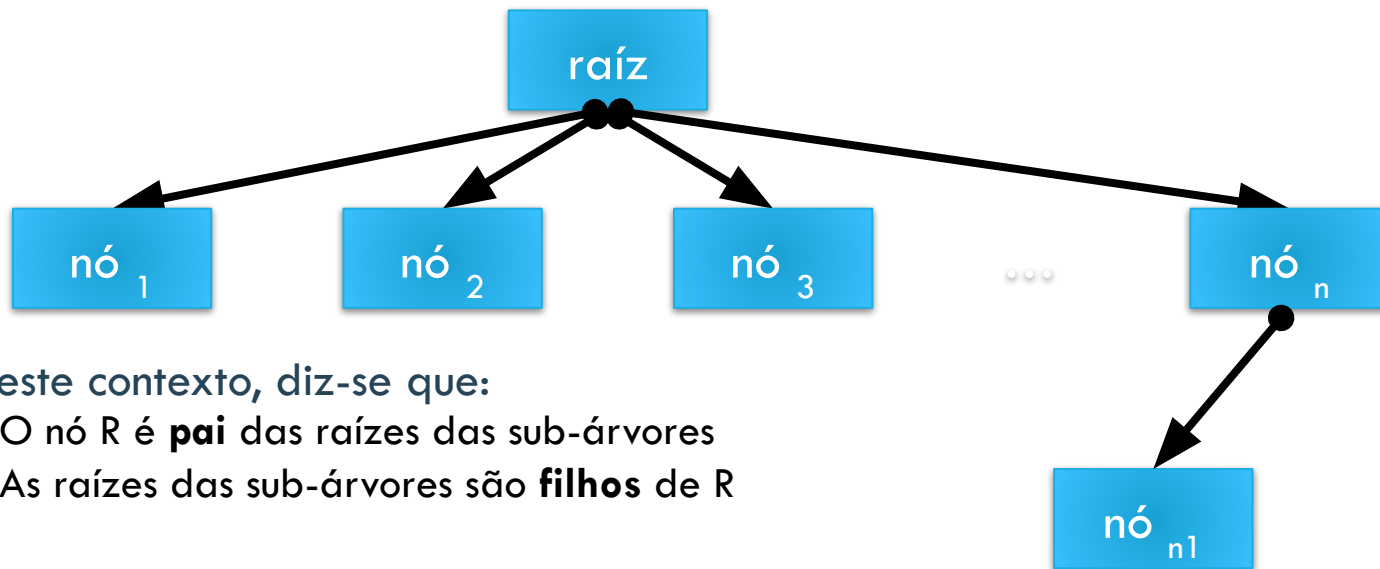 raíz
nó 1
nó 2
nó 3
...
nó n
este contexto, diz-se que:
O nó R é pai das raízes das sub-árvores
As raízes das sub-árvores são filhos de R
nó n1